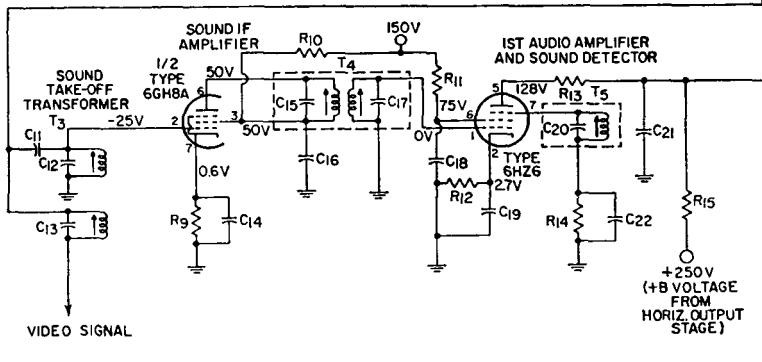 SOUND IF
AMPLIFIER
1/2
TYPE
6GH8A
R10
150V
1ST AUDIO AMPLIFIER
AND SOUND DETECTOR
SOUND
TAKE-OFF
TRANSFORMER
T3
50V
6
T4
R11
5
128V
R13
T5
C11
-25V
2
3
50V
C15
C17
75V
6
7
C20
C21
C12
7
0V
1
2
TYPE
6HZ6
C16
C18
0.6V
R12
2.7V
C13
R9
C14
C19
R14
C22
R15
+250V
(+B VOLTAGE
FROM
HORIZ. OUTPUT
STAGE)
VIDEO SIGNAL